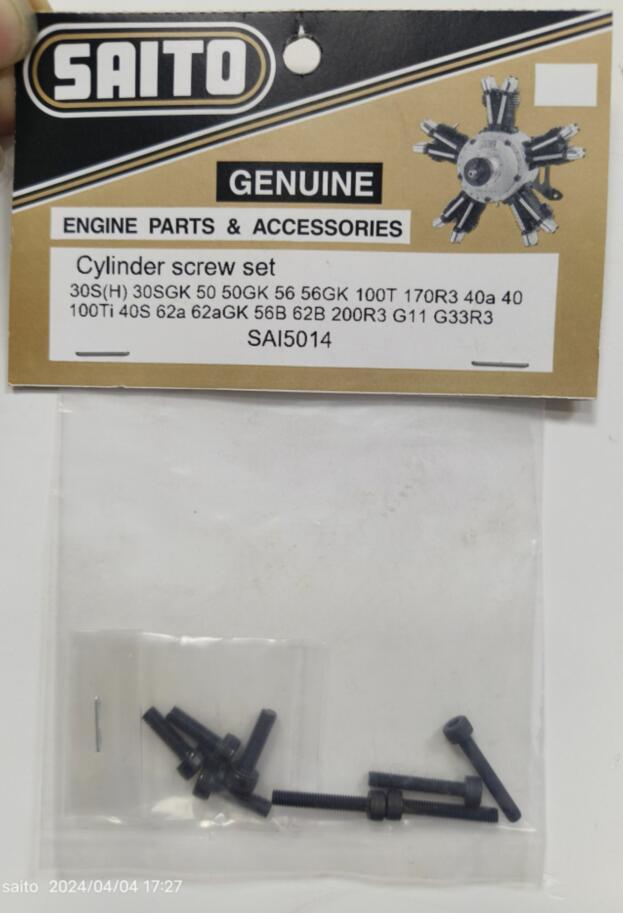 SAITO
GENUINE
ENGINE PARTS & ACCESSORIES
Cylinder screw set
30S(H) 30SGK 50 50GK 56 56GK 100T 170R3 40a 40
100Ti 40S 62a 62aGK 56B 62B 200R3 G11 G33R3
SAI5014
saito 2024/04/04 17:27